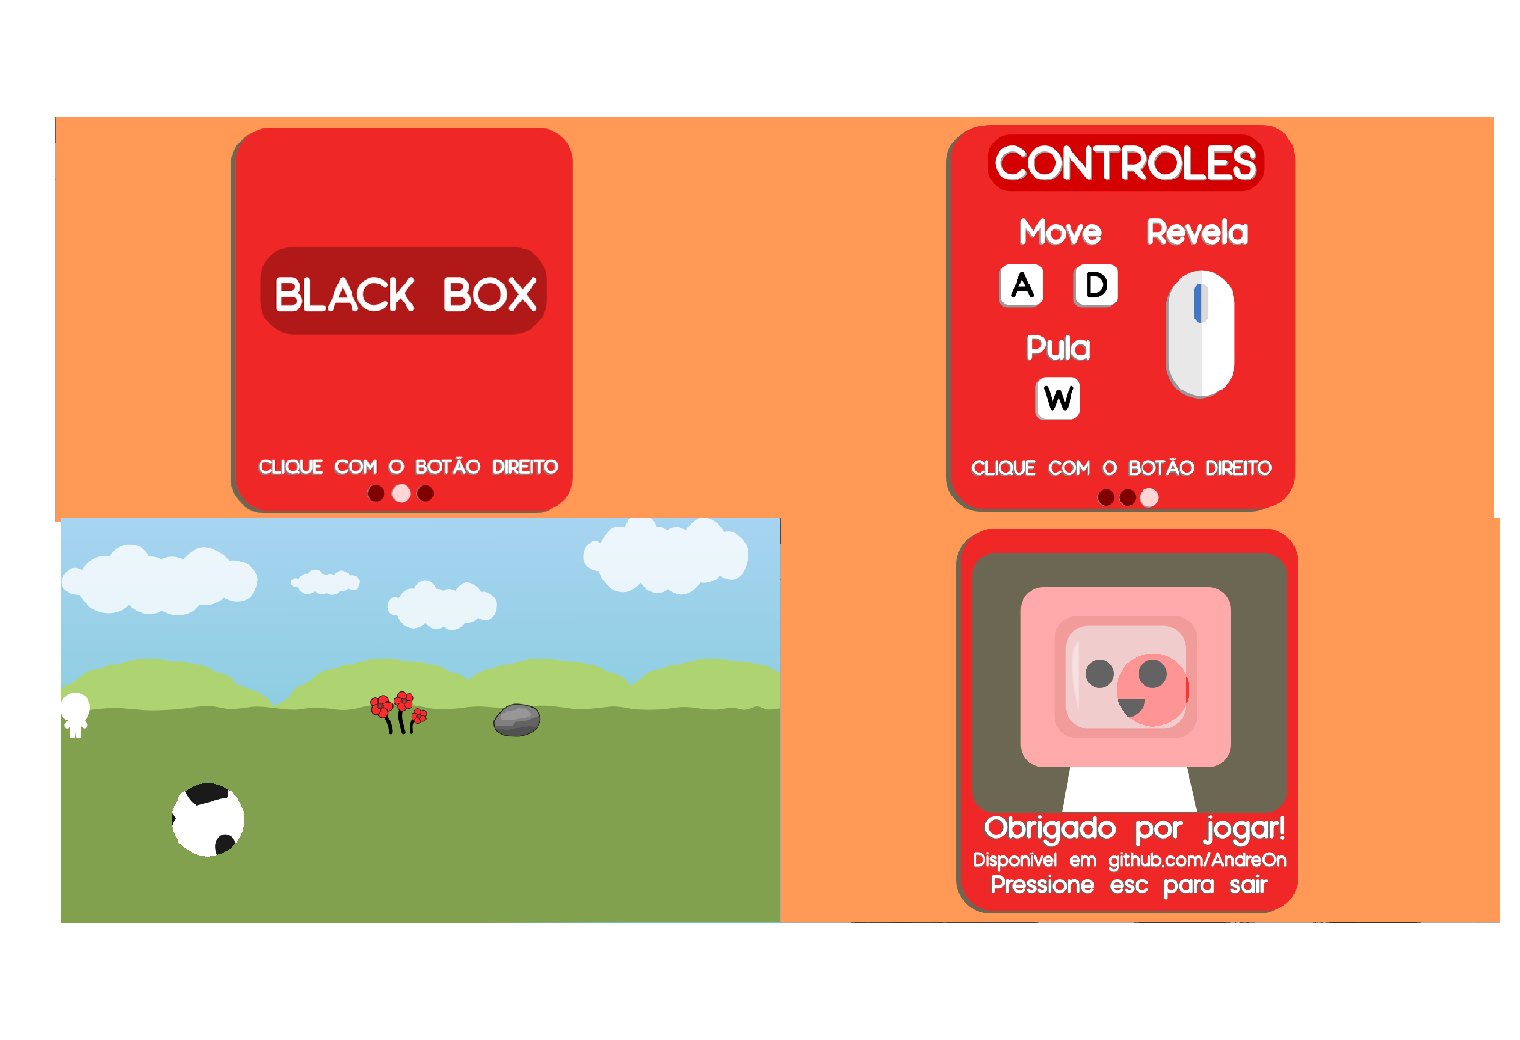 BLACK BOX
CLIQUE COM O BOTÃO DIREITO
CONTROLES
Move Revela
A D
Pula
W
CLIQUE COM O BOTÃO DIREITO
Obrigado por jogar!
Disponível em github.com/AndreOn
Pressione esc para sair